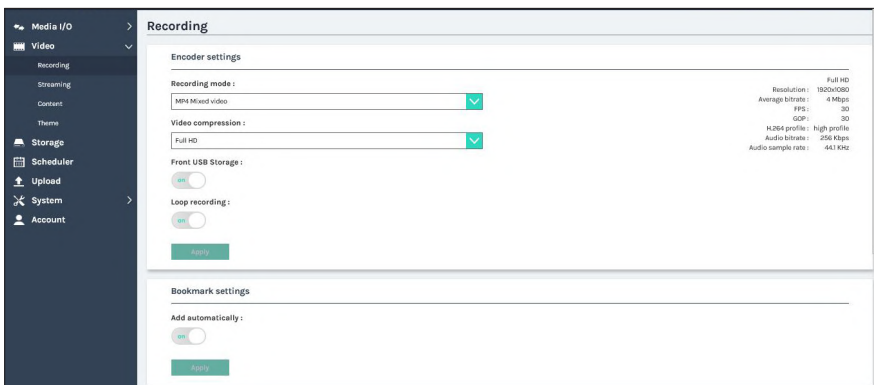 Media I/O
Video
Recording
Streaming
Content
Theme
Storage
Scheduler
Upload
System
Account
Recording
Encoder settings
Recording mode :
MP4 Mixed video
Video compression :
Full HD
Front USB Storage :
on
Loop recording :
on
Apply
Full HD
Resolution : 1920x1080
Average bitrate : 4 Mbps
FPS : 30
GOP : 30
H.264 profile : high profile
Audio bitrate : 256 Kbps
Audio sample rate : 44.1 KHz
Bookmark settings
Add automatically :
on
Apply